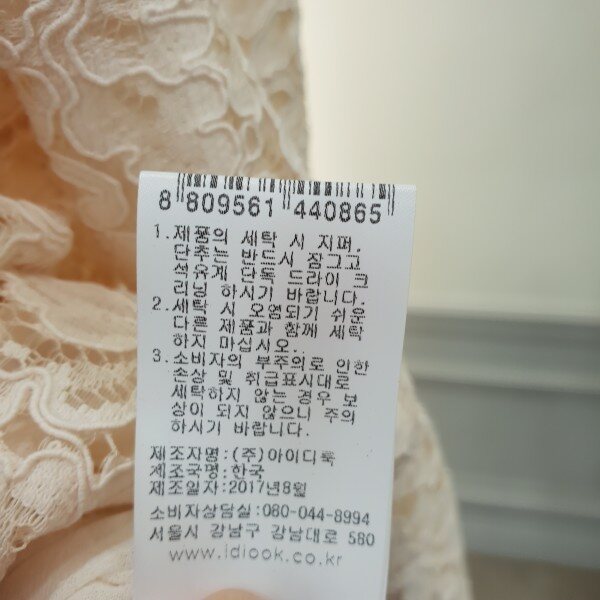 8 809561 440865
1. 제품의 세탁 시 지퍼,
단추는 반드시 잠그고
석유계 단독 드라이 크
리닝 하시기 바랍니다.
2. 세탁 시 오염되기 쉬운
다른 제품과 함께 세탁
하지 마십시오.
3. 소비자의 부주의로 인한
손상 및 취급표시대로
세탁하지 않는 경우 보
상이 되지 않으니 주의
하시기 바랍니다.
제조자명:(주)아이디룩
제조국명:한국
제조일자:2017년8월
소비자상담실:080-044-8994
서울시 강남구 강남대로 580
www.idlook.co.kr